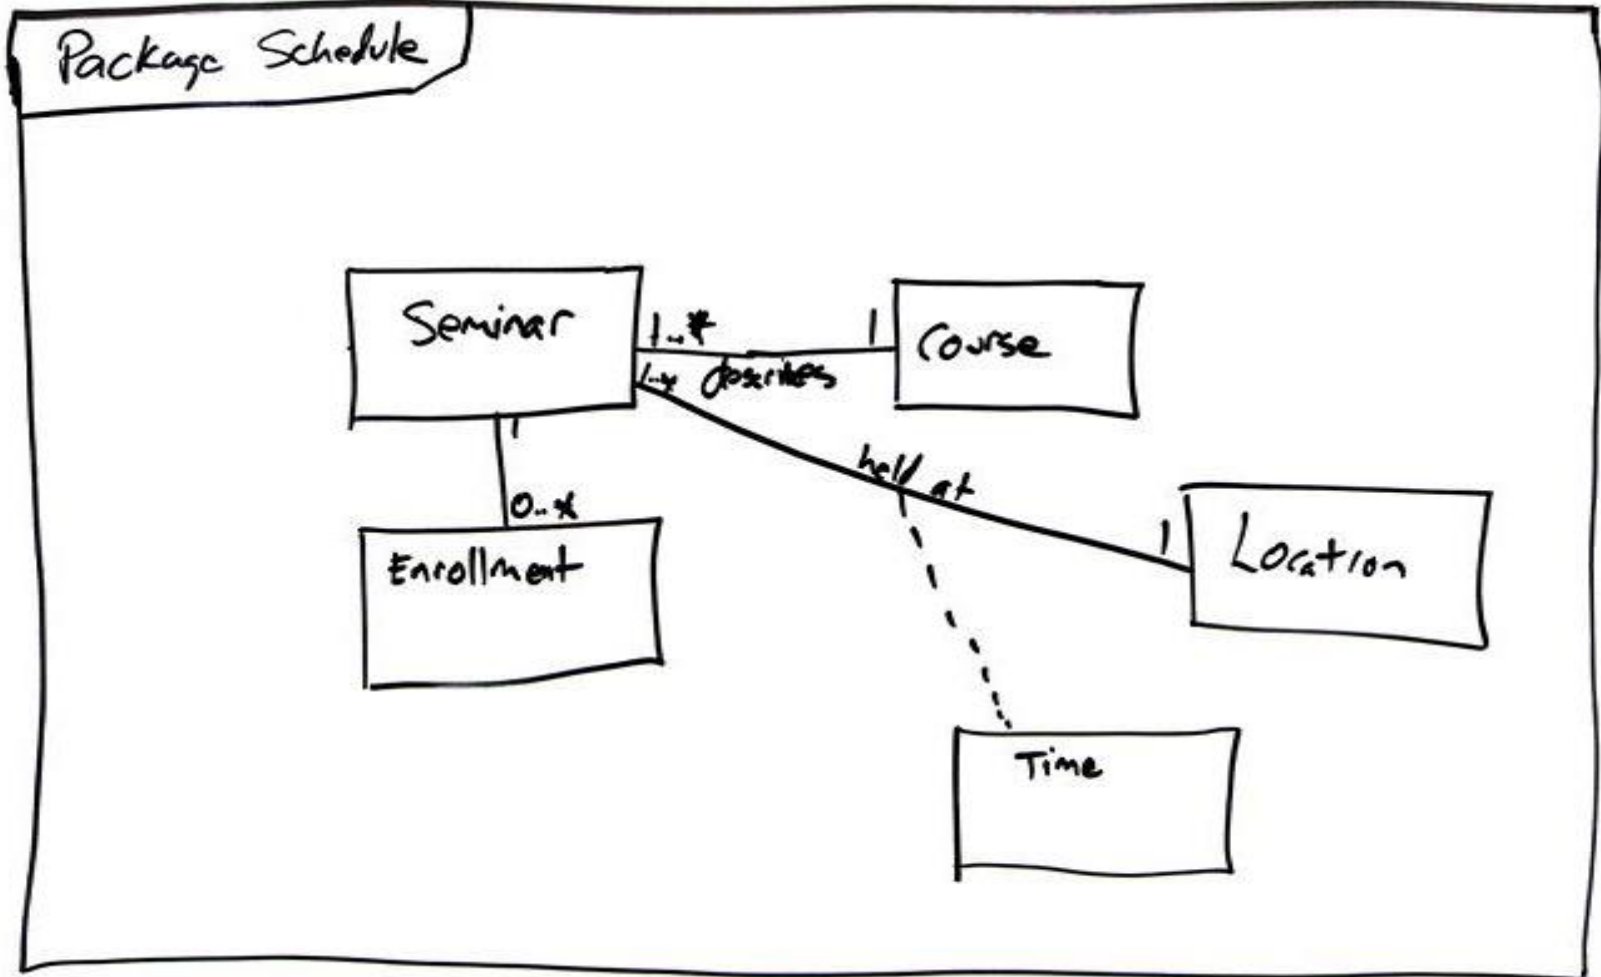 Package Schedule
Seminar
1..*
1
Course
1..*
describes
1
0..*
held at
1
Location
Enrollment
Time